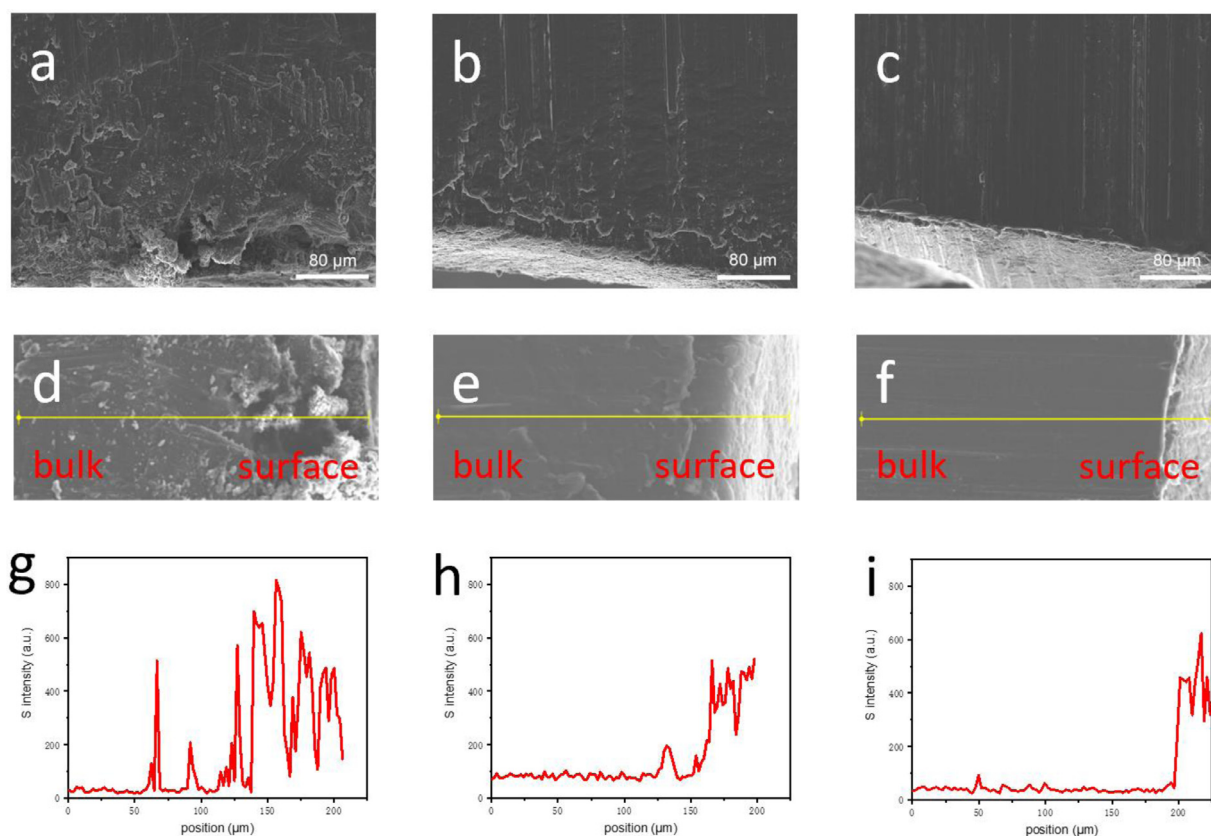 a
b
c
80 µm
80 µm
80 µm
d
e
f
bulk surface
bulk surface
bulk surface
g
h
i
S intensity (a.u.)
800
600
400
200
0
0 50 100 150 200
position (µm)
S intensity (a.u.)
800
600
400
200
0
0 50 100 150 200
position (µm)
S intensity (a.u.)
800
600
400
200
0
0 50 100 150 200
position (µm)